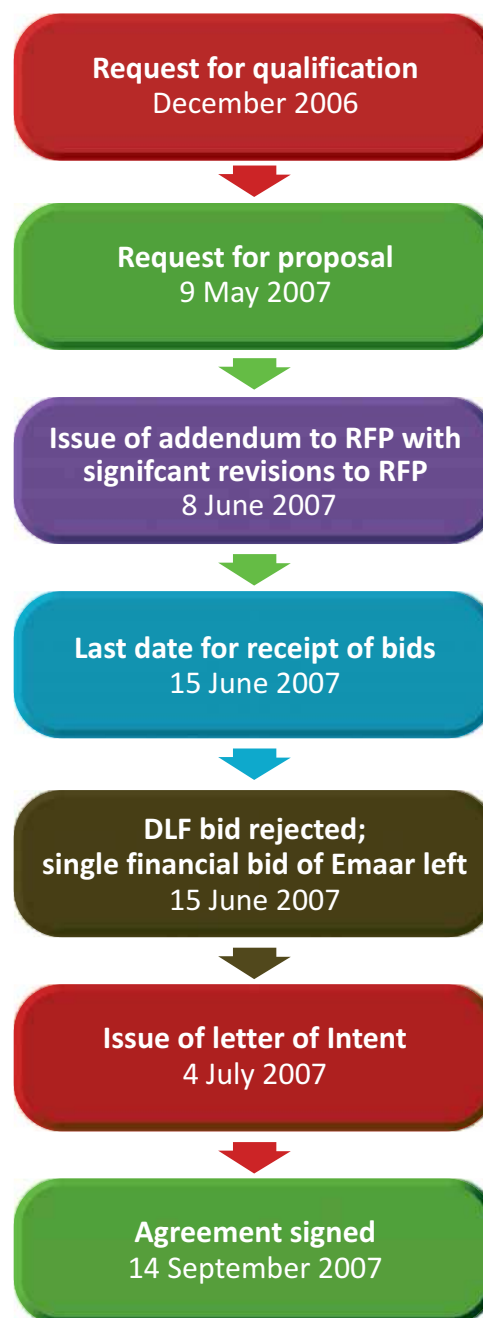 Request for qualification
December 2006
Request for proposal
9 May 2007
Issue of addendum to RFP with
signifcant revisions to RFP
8 June 2007
Last date for receipt of bids
15 June 2007
DLF bid rejected;
single financial bid of Emaar left
15 June 2007
Issue of letter of Intent
4 July 2007
Agreement signed
14 September 2007